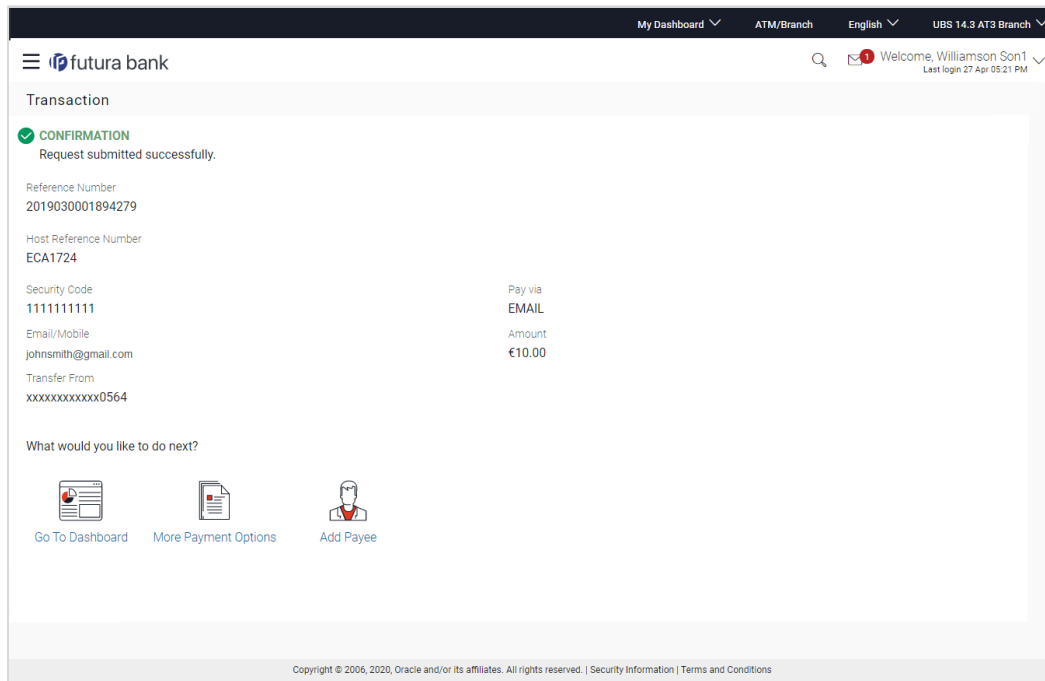 My Dashboard ATM/Branch English UBS 14.3 AT3 Branch
futura bank 1 Welcome, Williamson Son1
Last login 27 Apr 05:21 PM
Transaction
CONFIRMATION
Request submitted successfully.
Reference Number
2019030001894279
Host Reference Number
ECA1724
Security Code Pay via
1111111111 EMAIL
Email/Mobile Amount
johnsmith@gmail.com €10.00
Transfer From
xxxxxxxxxxxx0564
What would you like to do next?
Go To Dashboard More Payment Options Add Payee
Copyright © 2006, 2020, Oracle and/or its affiliates. All rights reserved. | Security Information | Terms and Conditions